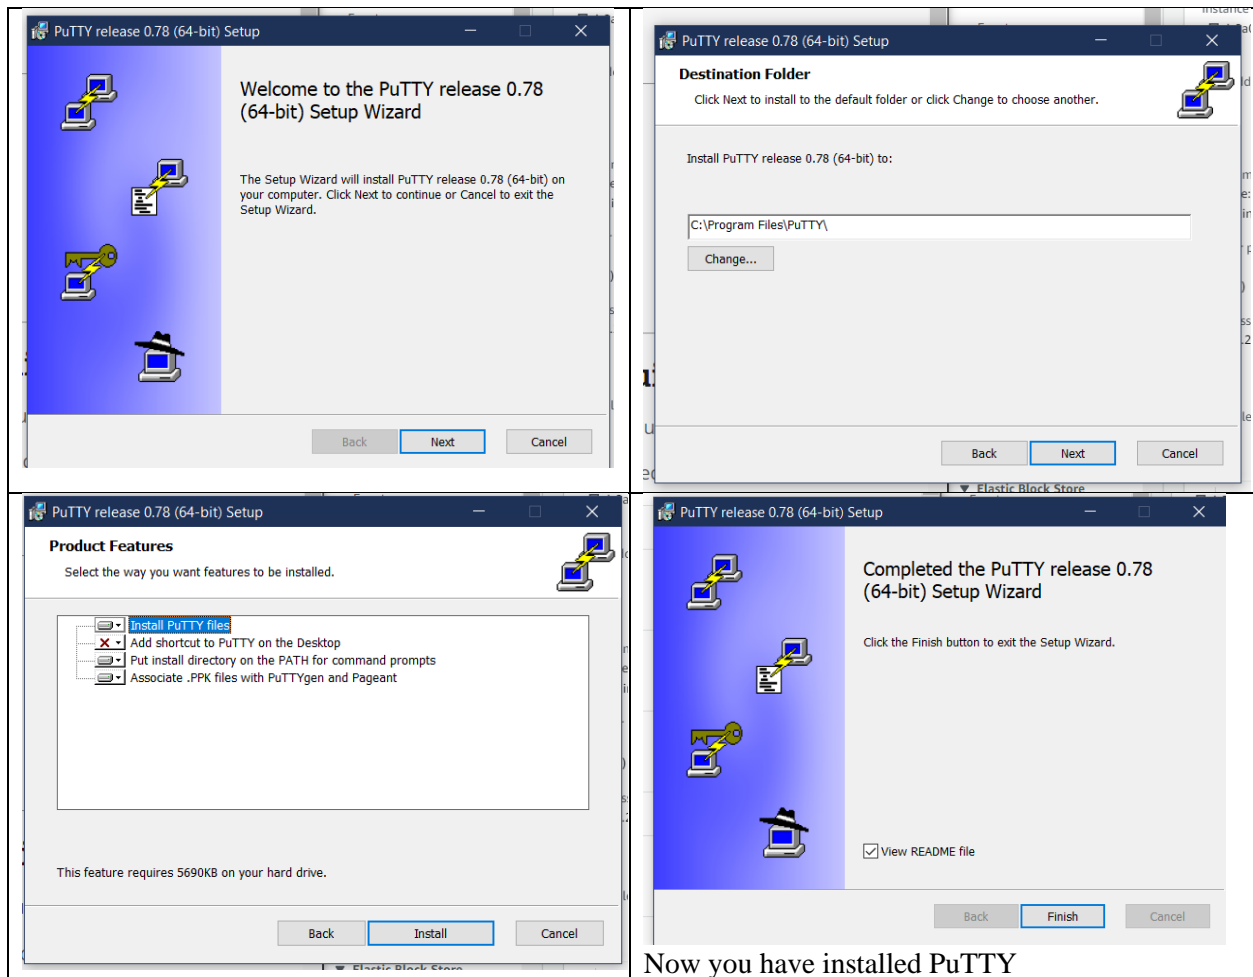 PuTTY release 0.78 (64-bit) Setup
Welcome to the PuTTY release 0.78
(64-bit) Setup Wizard
The Setup Wizard will install PuTTY release 0.78 (64-bit) on
your computer. Click Next to continue or Cancel to exit the
Setup Wizard.
Back Next Cancel
Instance
PuTTY release 0.78 (64-bit) Setup
Destination Folder
Click Next to install to the default folder or click Change to choose another.
Install PuTTY release 0.78 (64-bit) to:
C:\Program Files\PuTTY\
Change...
Back Next Cancel
Elastic Block Store
PuTTY release 0.78 (64-bit) Setup
Product Features
Select the way you want features to be installed.
Install PuTTY files
Add shortcut to PuTTY on the Desktop
Put install directory on the PATH for command prompts
Associate .PPK files with PuTTYgen and Pageant
This feature requires 5690KB on your hard drive.
Back Install Cancel
Elastic Block Store
PuTTY release 0.78 (64-bit) Setup
Completed the PuTTY release 0.78
(64-bit) Setup Wizard
Click the Finish button to exit the Setup Wizard.
View README file
Back Finish Cancel
Now you have installed PuTTY